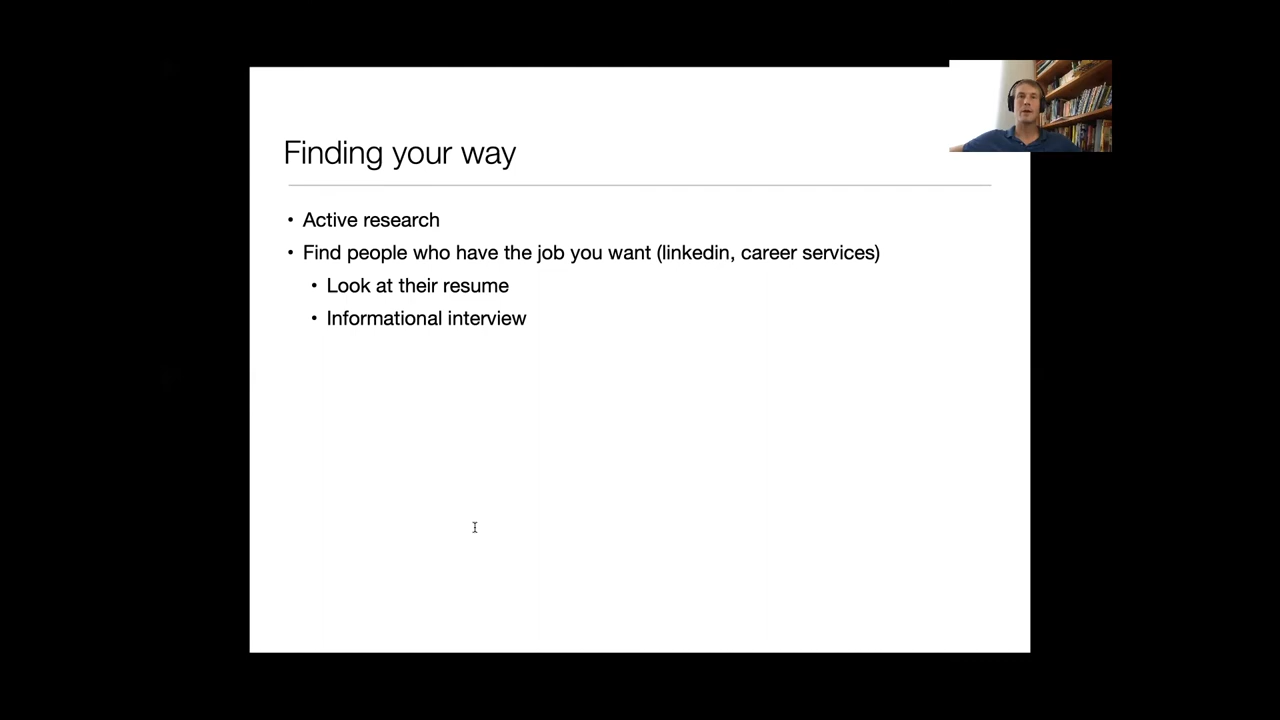 Finding your way
• Active research
• Find people who have the job you want (linkedin, career services)
• Look at their resume
• Informational interview